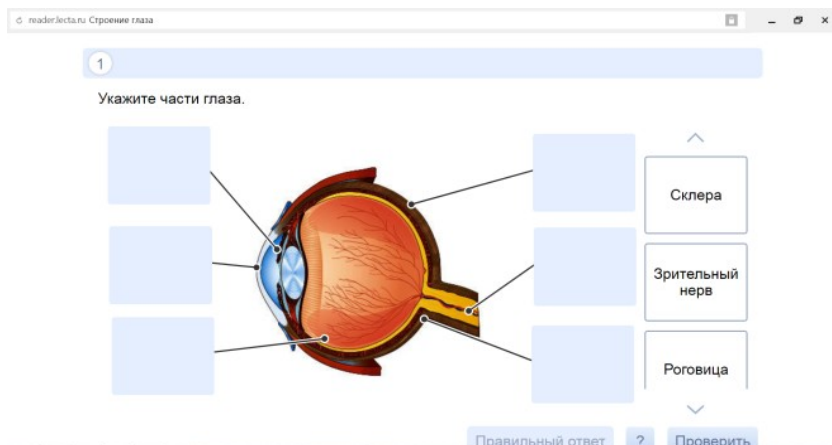 reader.lecta.ru Строение глаза
1
Укажите части глаза.
Склера
Зрительный
нерв
Роговица
Правильный ответ
?
Проверить